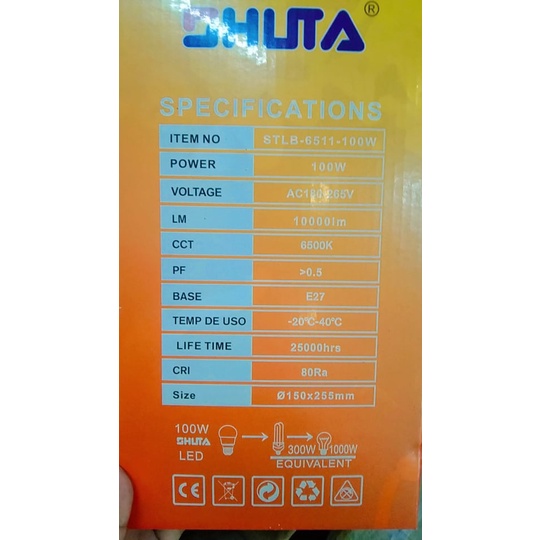 SHUTA ®
SPECIFICATIONS
ITEM NO STLB-6511-100W
POWER 100W
VOLTAGE AC180-265V
LM 10000lm
CCT 6500K
PF >0.5
BASE E27
TEMP DE USO -20°C-40°C
LIFE TIME 25000hrs
CRI 80Ra
Size Ø150x255mm
100W
SHUTA 300W 1000W
LED EQUIVALENT
CE